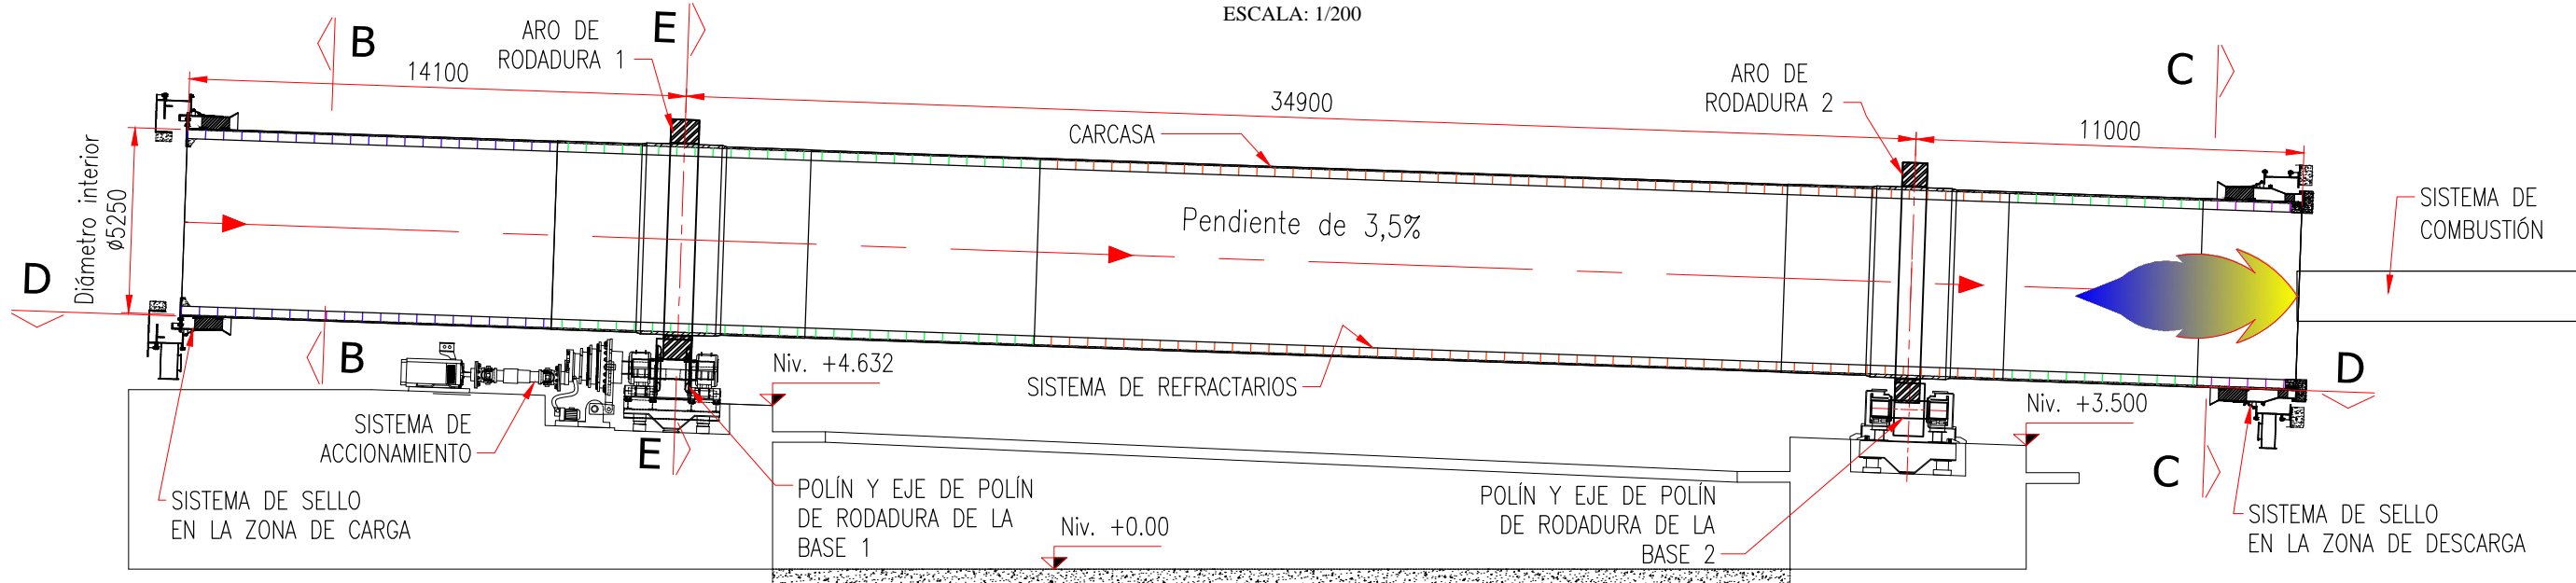 ESCALA: 1/200
B
E
ARO DE
RODADURA 1
14100
34900
ARO DE
RODADURA 2
C
11000
CARCASA
Diámetro interior
ø5250
Pendiente de 3,5%
SISTEMA DE
COMBUSTIÓN
D
B
Niv. +4.632
SISTEMA DE REFRACTARIOS
Niv. +3.500
D
SISTEMA DE
ACCIONAMIENTO
E
C
SISTEMA DE SELLO
EN LA ZONA DE CARGA
POLÍN Y EJE DE POLÍN
DE RODADURA DE LA
BASE 1
Niv. +0.00
POLÍN Y EJE DE POLÍN
DE RODADURA DE LA
BASE 2
SISTEMA DE SELLO
EN LA ZONA DE DESCARGA